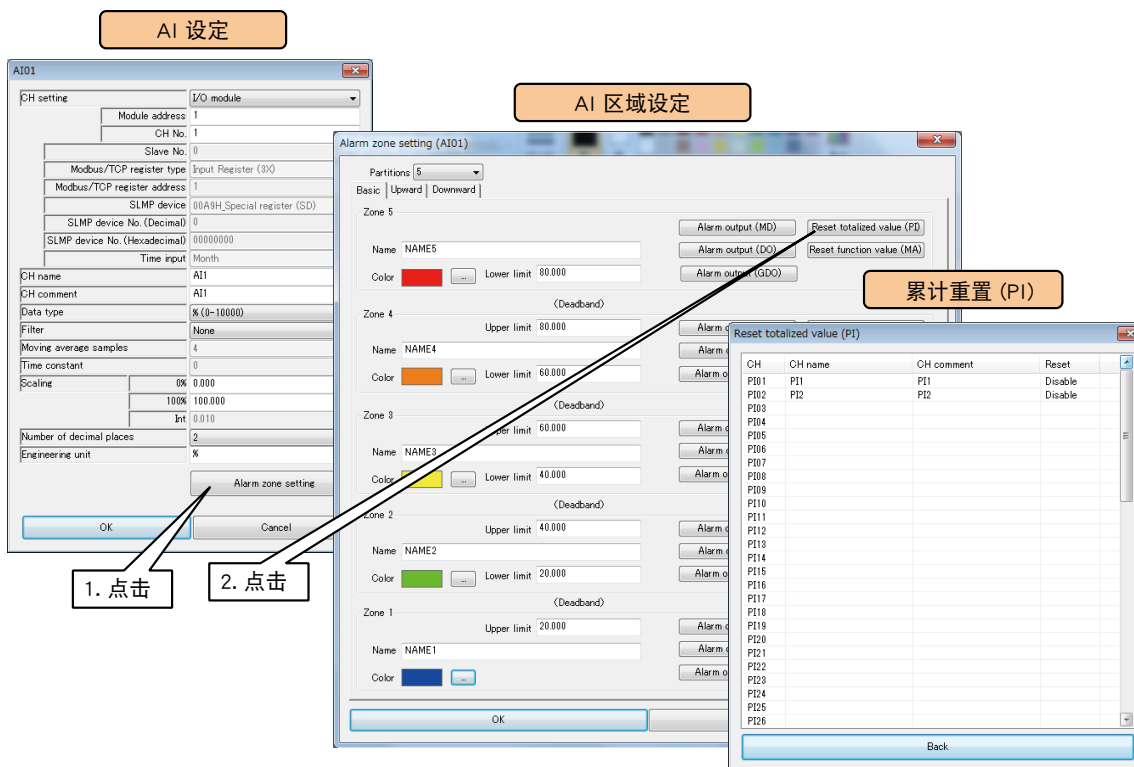 AI 设定
AI01
CH setting I/O module
Module address 1
CH No. 1
Slave No. 0
Modbus/TCP register type Input Register (3X)
Modbus/TCP register address 1
SLMP device 00A9H_Special register (SD)
SLMP device No. (Decimal) 0
SLMP device No. (Hexadecimal) 00000000
Time input Month
CH name AI1
CH comment AI1
Data type % (0-10000)
Filter None
Moving average samples 4
Time constant 0
Scaling 0% 0.000
100% 100.000
Int 0.010
Number of decimal places 2
Engineering unit %
Alarm zone setting
OK Cancel
1. 点击
2. 点击
AI 区域设定
Alarm zone setting (AI01)
Partitions 5
Basic Upward Downward
Zone 5
Alarm output (MD) Reset totalized value (PI)
Name NAME5 Alarm output (DO) Reset function value (MA)
Color ... Lower limit 80.000 Alarm output (GDO)
(Deadband)
Zone 4
Upper limit 80.000 Alarm o
Name NAME4 Alarm o
Color ... Lower limit 60.000 Alarm o
(Deadband)
Zone 3
Upper limit 60.000 Alarm o
Name NAME3 Alarm o
Color ... Lower limit 40.000 Alarm o
(Deadband)
Zone 2
Upper limit 40.000 Alarm o
Name NAME2 Alarm o
Color ... Lower limit 20.000 Alarm o
(Deadband)
Zone 1
Upper limit 20.000 Alarm o
Name NAME1 Alarm o
Color ... Alarm o
OK
累计重置 (PI)
Reset totalized value (PI)
CH CH name CH comment Reset
PI01 PI1 PI1 Disable
PI02 PI2 PI2 Disable
PI03
PI04
PI05
PI06
PI07
PI08
PI09
PI10
PI11
PI12
PI13
PI14
PI15
PI16
PI17
PI18
PI19
PI20
PI21
PI22
PI23
PI24
PI25
PI26
Back